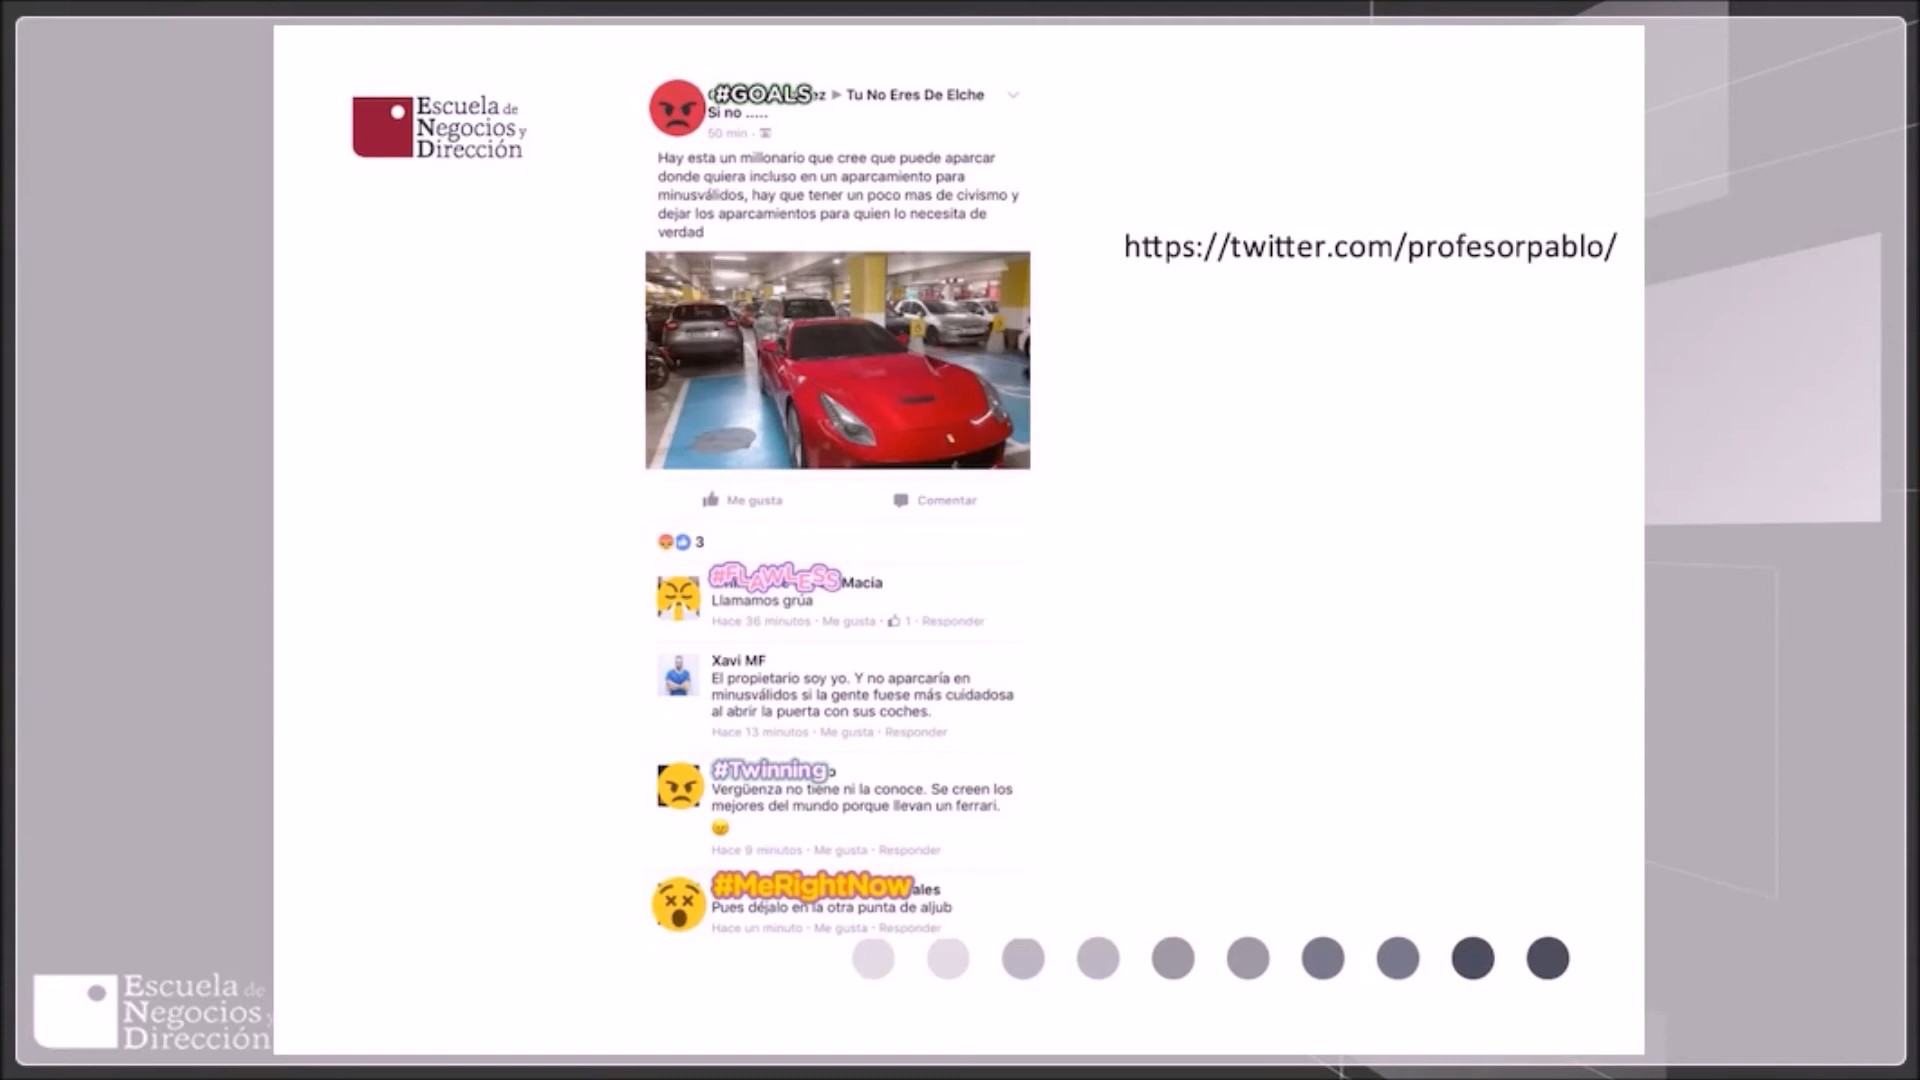 Escuela de
Negocios y
Dirección
#GOALS ez ▶ Tu No Eres De Elche
Si no .....
50 min ·
Hay esta un millonario que cree que puede aparcar
donde quiera incluso en un aparcamiento para
minusválidos, hay que tener un poco mas de civismo y
dejar los aparcamientos para quien lo necesita de
verdad
https://twitter.com/profesorpablo/
Me gusta Comentar
3
#FLAWLESS Macia
Llamamos grúa
Hace 36 minutos · Me gusta · 1 · Responder
Xavi MF
El propietario soy yo. Y no aparcaría en
minusválidos si la gente fuese más cuidadosa
al abrir la puerta con sus coches.
Hace 13 minutos · Me gusta · Responder
#Twinning
Vergüenza no tiene ni la conoce. Se creen los
mejores del mundo porque llevan un ferrari.
Hace 9 minutos · Me gusta · Responder
#MeRightNow ales
Pues déjalo en la otra punta de aljub
Hace un minuto · Me gusta · Responder
Escuela de
Negocios y
Dirección